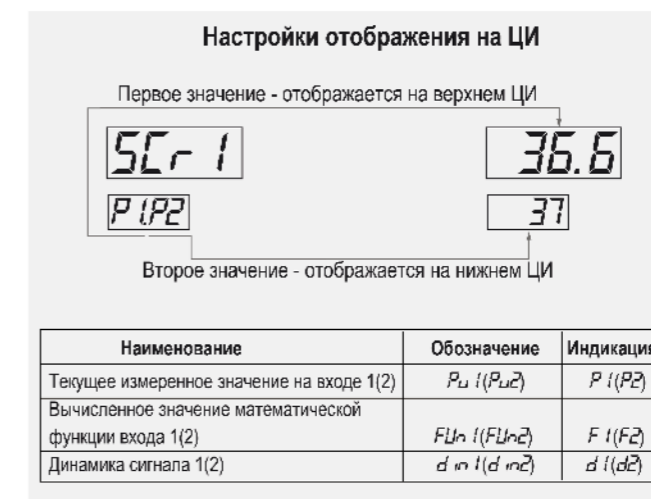 Настройки отображения на ЦИ
Первое значение - отображается на верхнем ЦИ
SCr 1 36.6
P1.P2 37
Второе значение - отображается на нижнем ЦИ
Наименование Обозначение Индикация
Текущее измеренное значение на входе 1(2) Pu 1(Pu2) P 1(P2)
Вычисленное значение математической
функции входа 1(2) FUn 1(FUn2) F 1(F2)
Динамика сигнала 1(2) d in 1(d in2) d 1(d2)